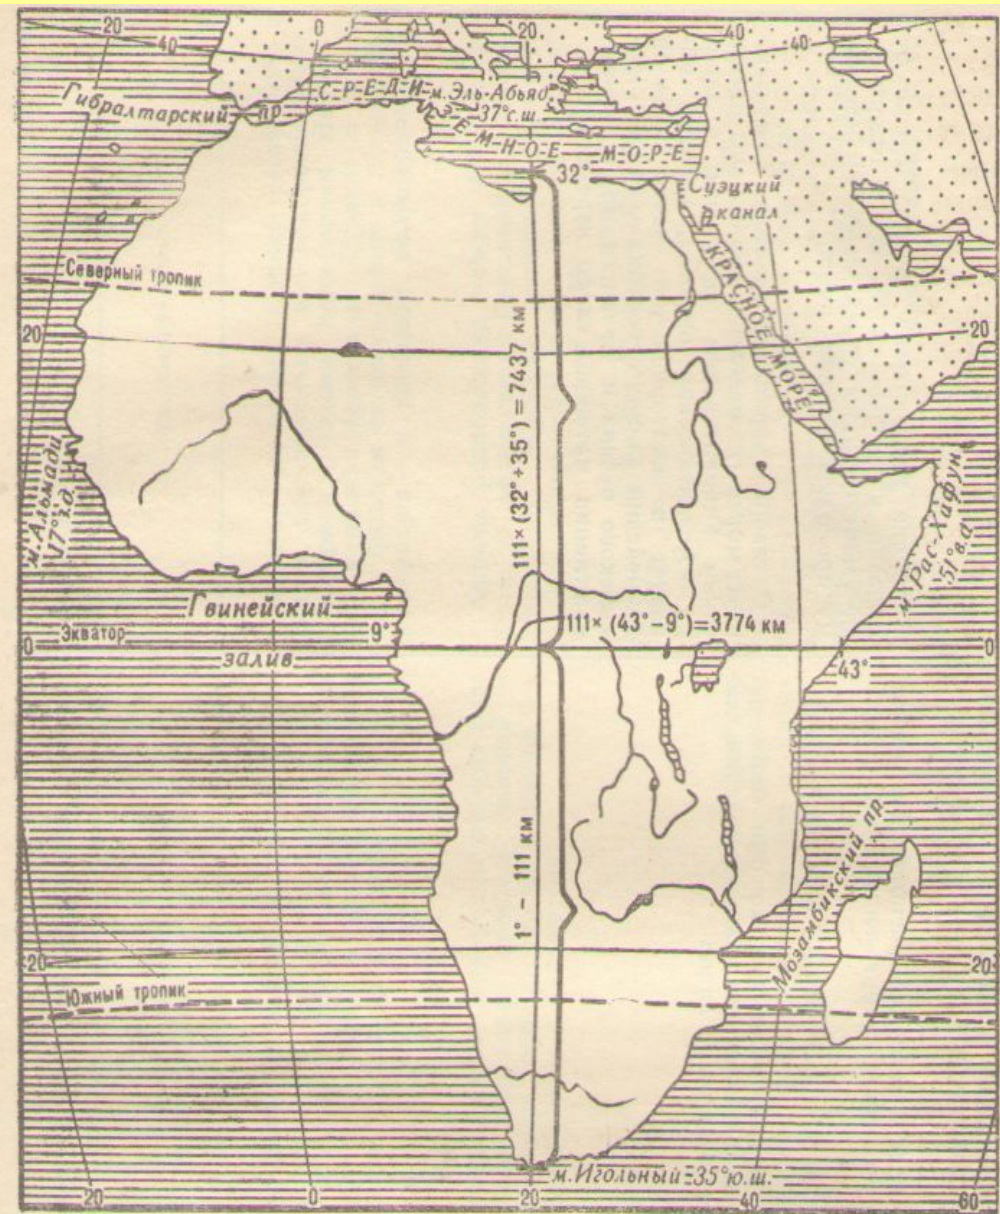 20
0
20
40
40
40
Гибралтарский пр.
СРЕДИ
ЗЕМНОЕ МОРЕ
м. Эль-Абьяд
37°с.ш.
32°
Суэцкий
канал
КРАСНОЕ МОРЕ
Северный тропик
20
20
111×(32°+35°) = 7437 км
м. Альмади
17° з.д.
м. Рас-Хафун
51° в.д.
Гвинейский
залив
Экватор
0
9°
111×(43°−9°)=3774 км
43°
0
1° – 111 км
Мозамбикский пр.
20
20
Южный тропик
м. Игольный-35°ю.ш.
20
0
20
40
60